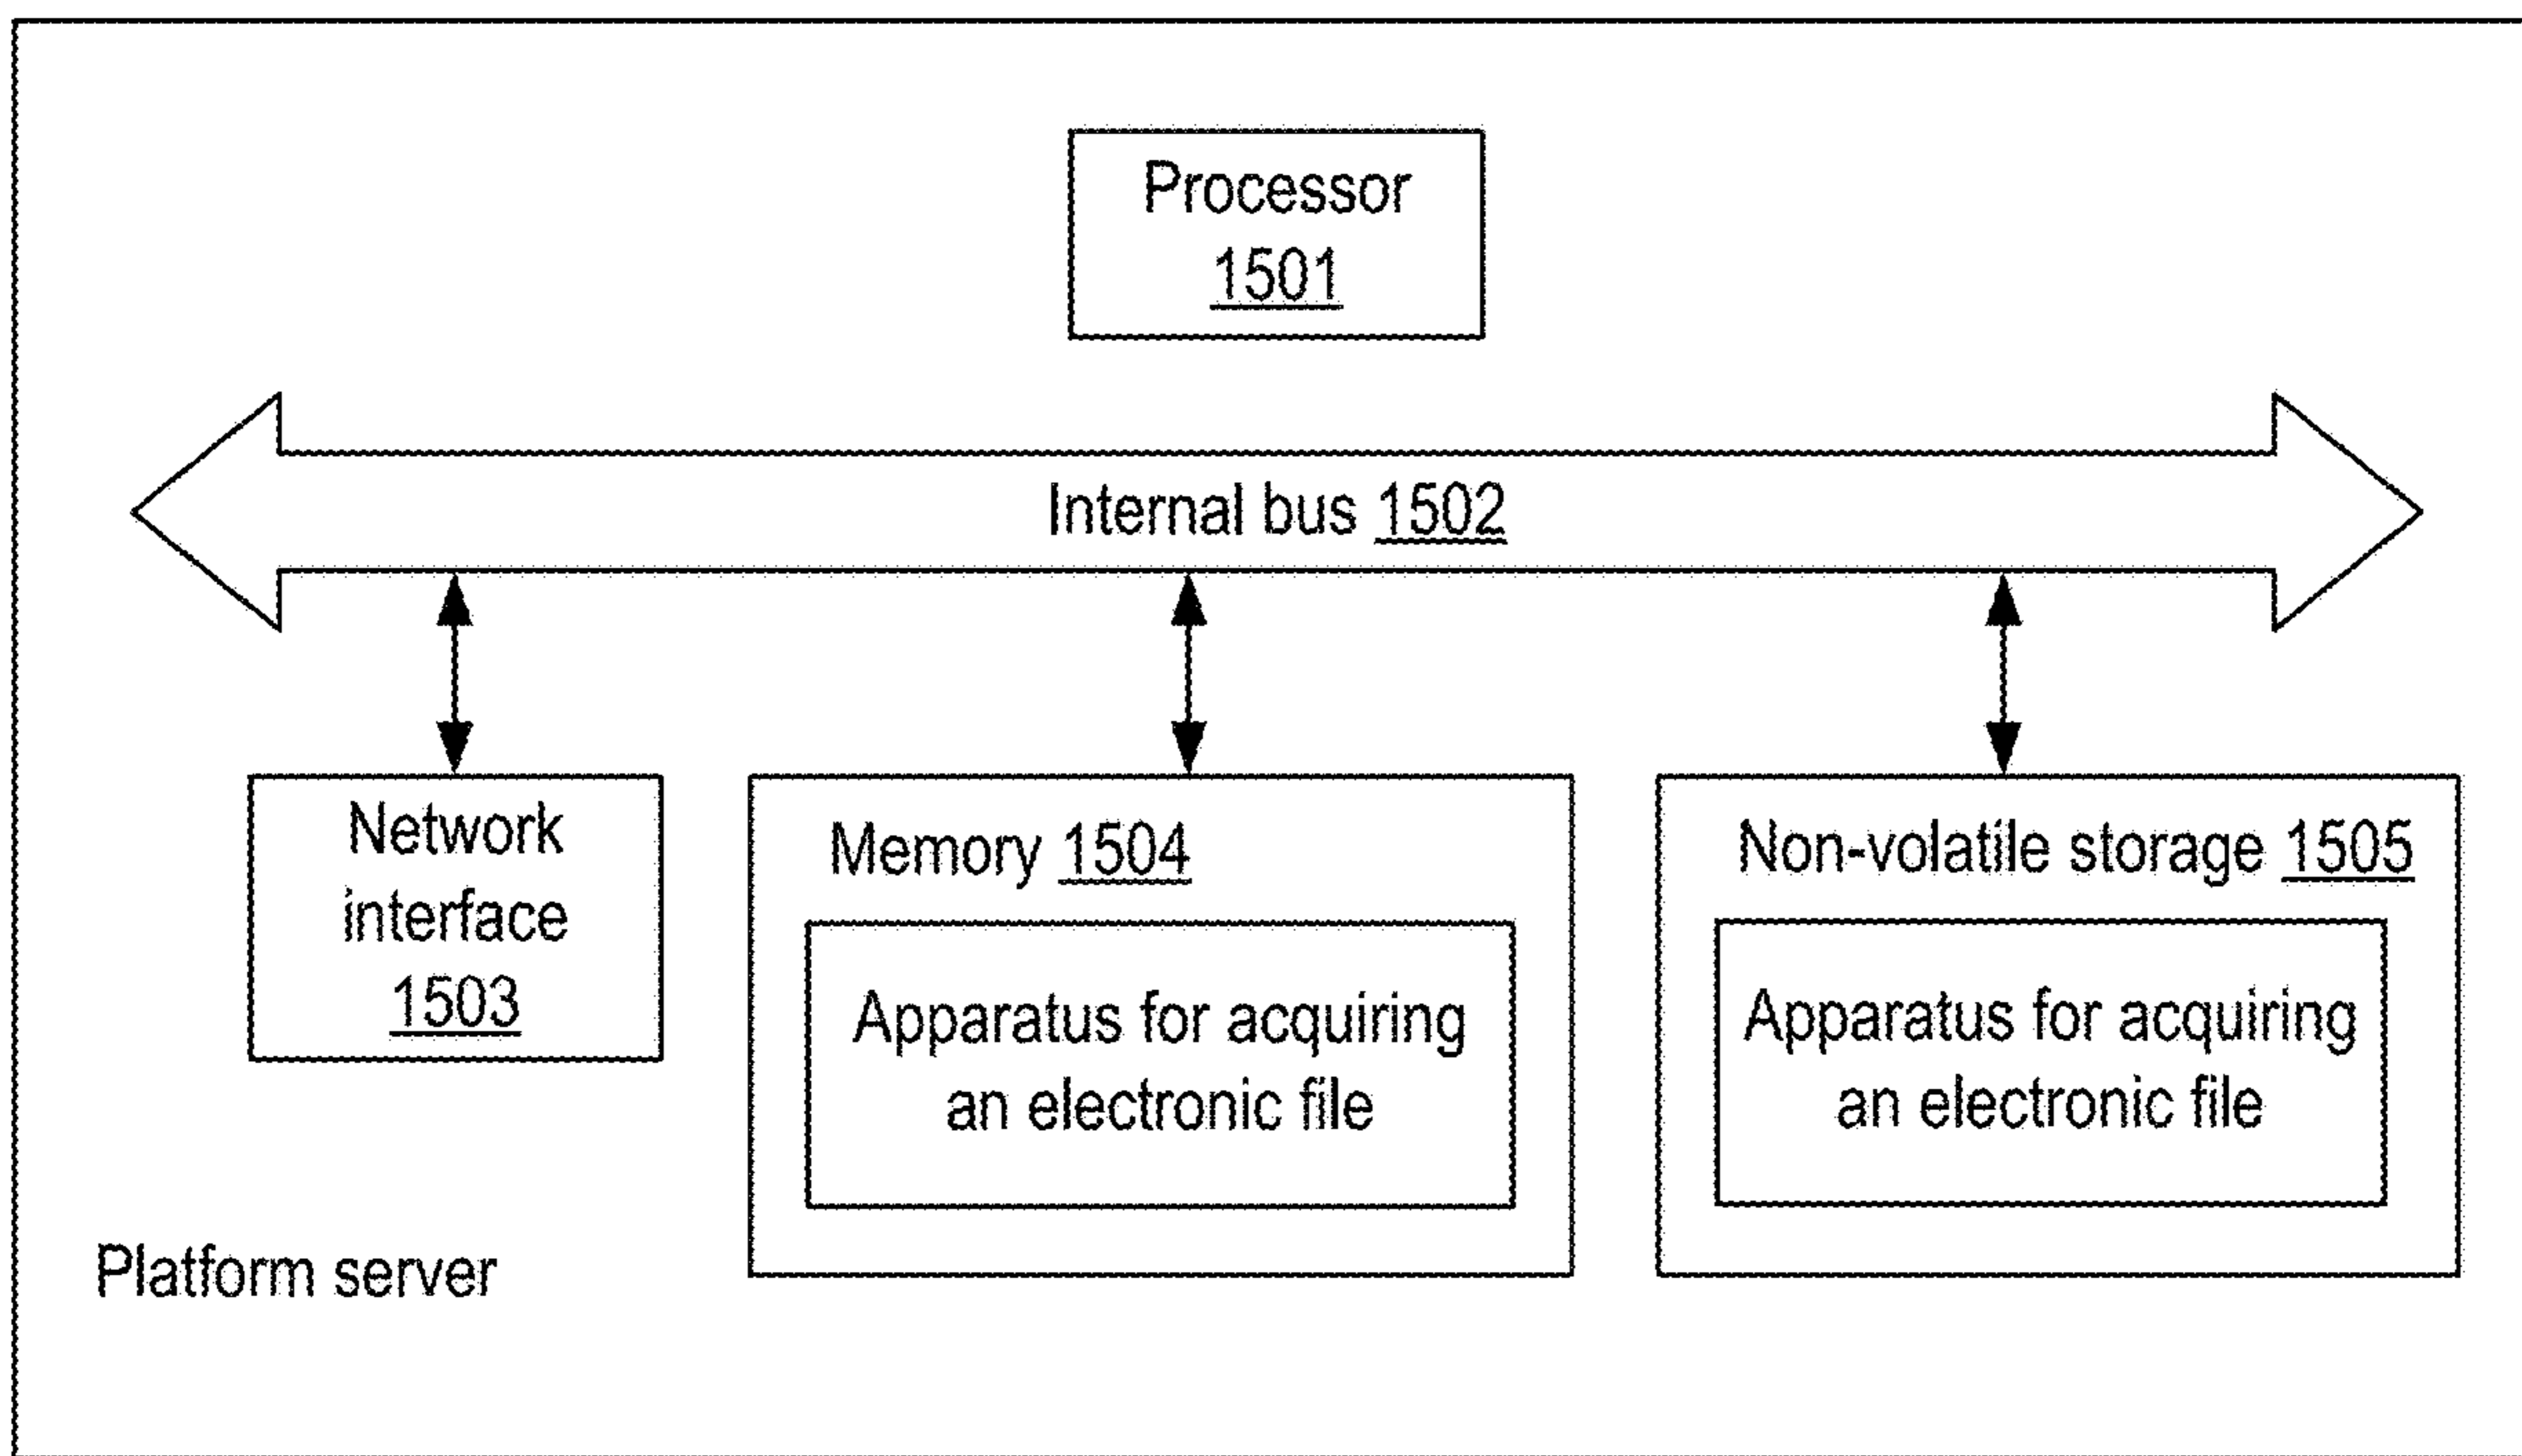 Processor
1501
Internal bus 1502
Network
interface
1503
Memory 1504
Apparatus for acquiring
an electronic file
Non-volatile storage 1505
Apparatus for acquiring
an electronic file
Platform server